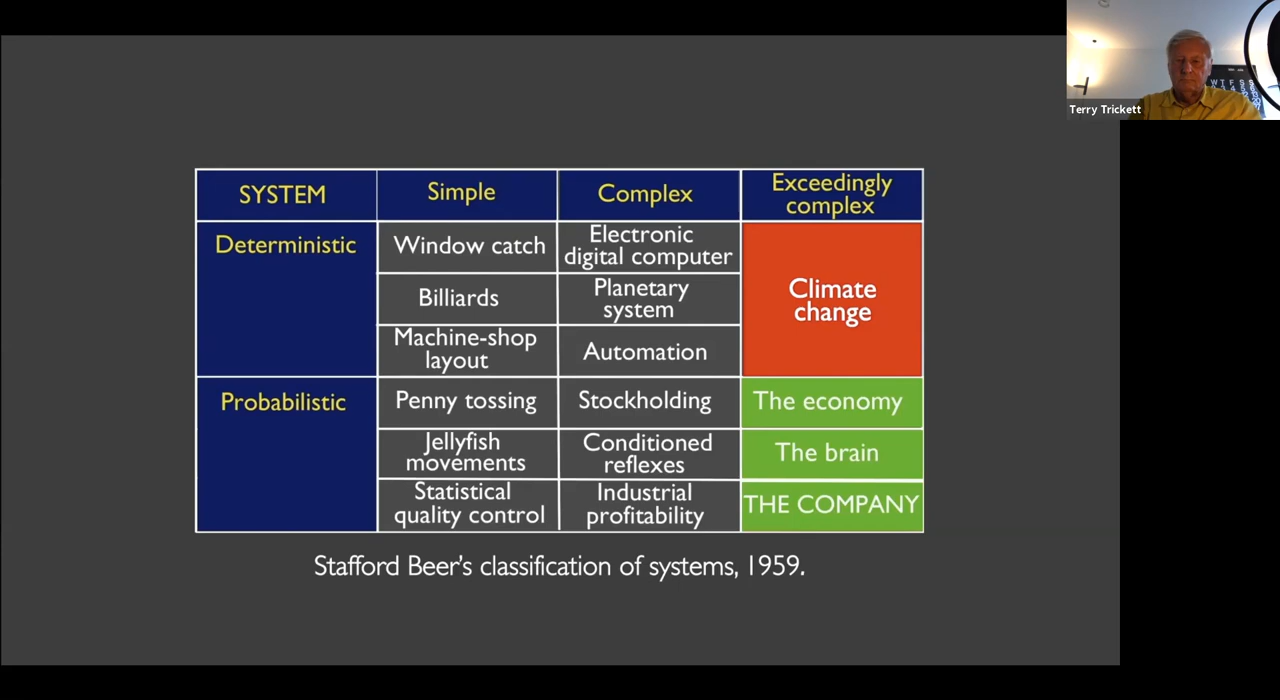 Terry Trickett
SYSTEM
Simple
Complex
Exceedingly
complex
Deterministic
Window catch
Electronic
digital computer
Climate
change
Billiards
Planetary
system
Machine-shop
layout
Automation
Probabilistic
Penny tossing
Stockholding
The economy
Jellyfish
movements
Conditioned
reflexes
The brain
Statistical
quality control
Industrial
profitability
THE COMPANY
Stafford Beer's classification of systems, 1959.
W T F S S